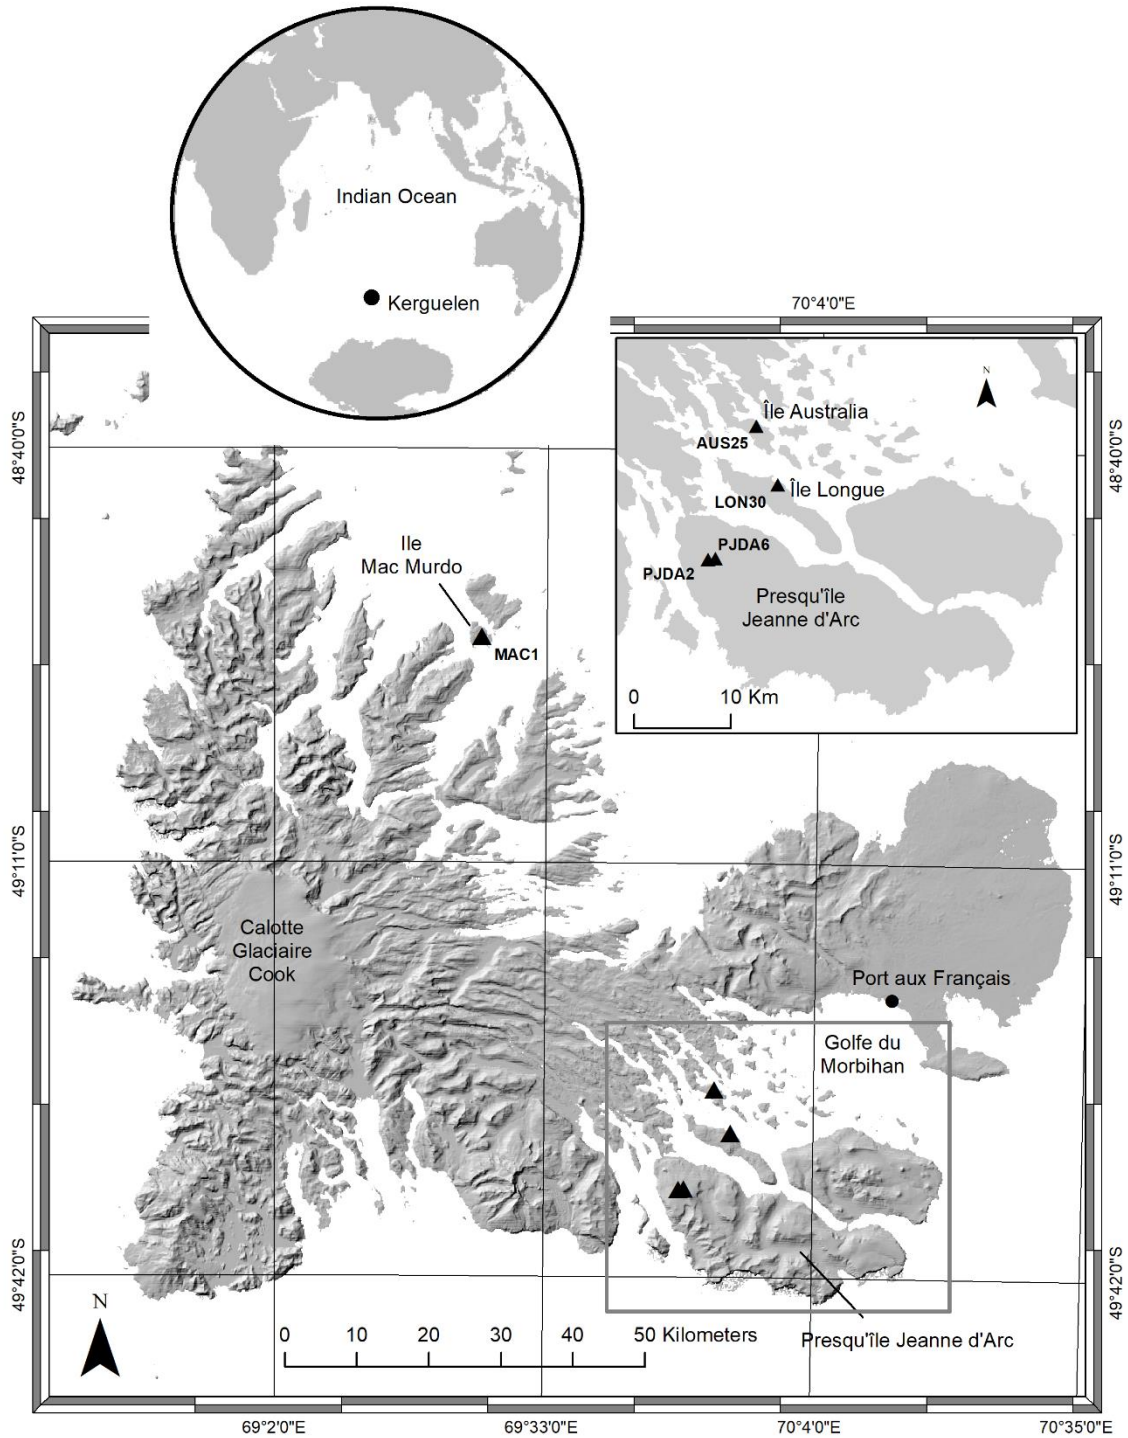 Indian Ocean
Kerguelen
70°4'0"E
N
Île Australia
AUS25
Île Longue
LON30
PJDA6
PJDA2
Presqu'île
Jeanne d'Arc
0 10 Km
48°40'0"S
48°40'0"S
Ile
Mac Murdo
MAC1
49°11'0"S
49°11'0"S
Calotte
Glaciaire
Cook
Port aux Français
Golfe du
Morbihan
49°42'0"S
49°42'0"S
N
0 10 20 30 40 50 Kilometers
Presqu'île Jeanne d'Arc
69°2'0"E 69°33'0"E 70°4'0"E 70°35'0"E